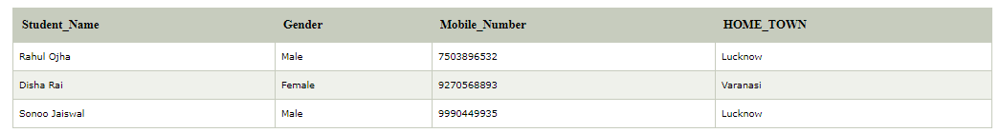 Student_Name Gender Mobile_Number HOME_TOWN
Rahul Ojha Male 7503896532 Lucknow
Disha Rai Female 9270568893 Varanasi
Sonoo Jaiswal Male 9990449935 Lucknow